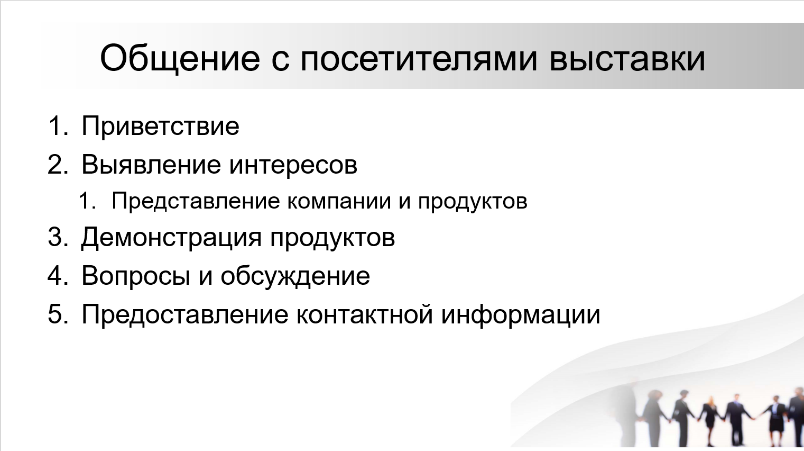 Общение с посетителями выставки
1. Приветствие
2. Выявление интересов
1. Представление компании и продуктов
3. Демонстрация продуктов
4. Вопросы и обсуждение
5. Предоставление контактной информации